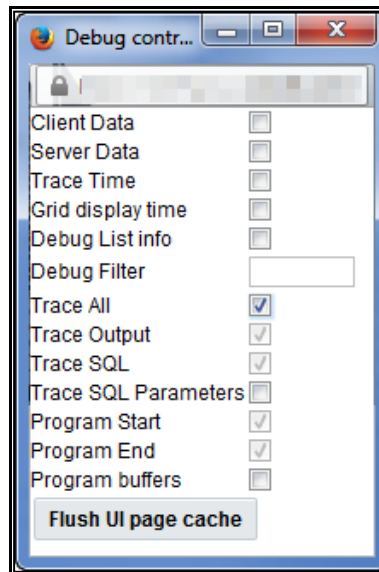 Debug contr...
Client Data
Server Data
Trace Time
Grid display time
Debug List info
Debug Filter
Trace All
Trace Output
Trace SQL
Trace SQL Parameters
Program Start
Program End
Program buffers
Flush UI page cache